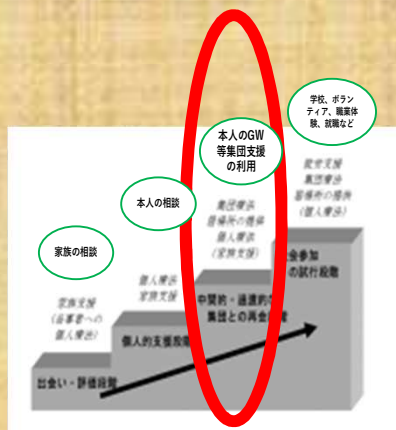 学校、ボラン
ティア、職業体
験、就職など
本人のGW
等集団支援
の利用
本人の相談
家族の相談
就労支援
集団療法
居場所の提供
(個人療法)
集団療法
居場所の提供
個人療法
(家族支援)
個人療法
家族支援
家族支援
(当事者への
個人療法)
社会参加
の試行段階
中間的・過渡的な
集団との再会段階
個人的支援段階
出会い・評価段階